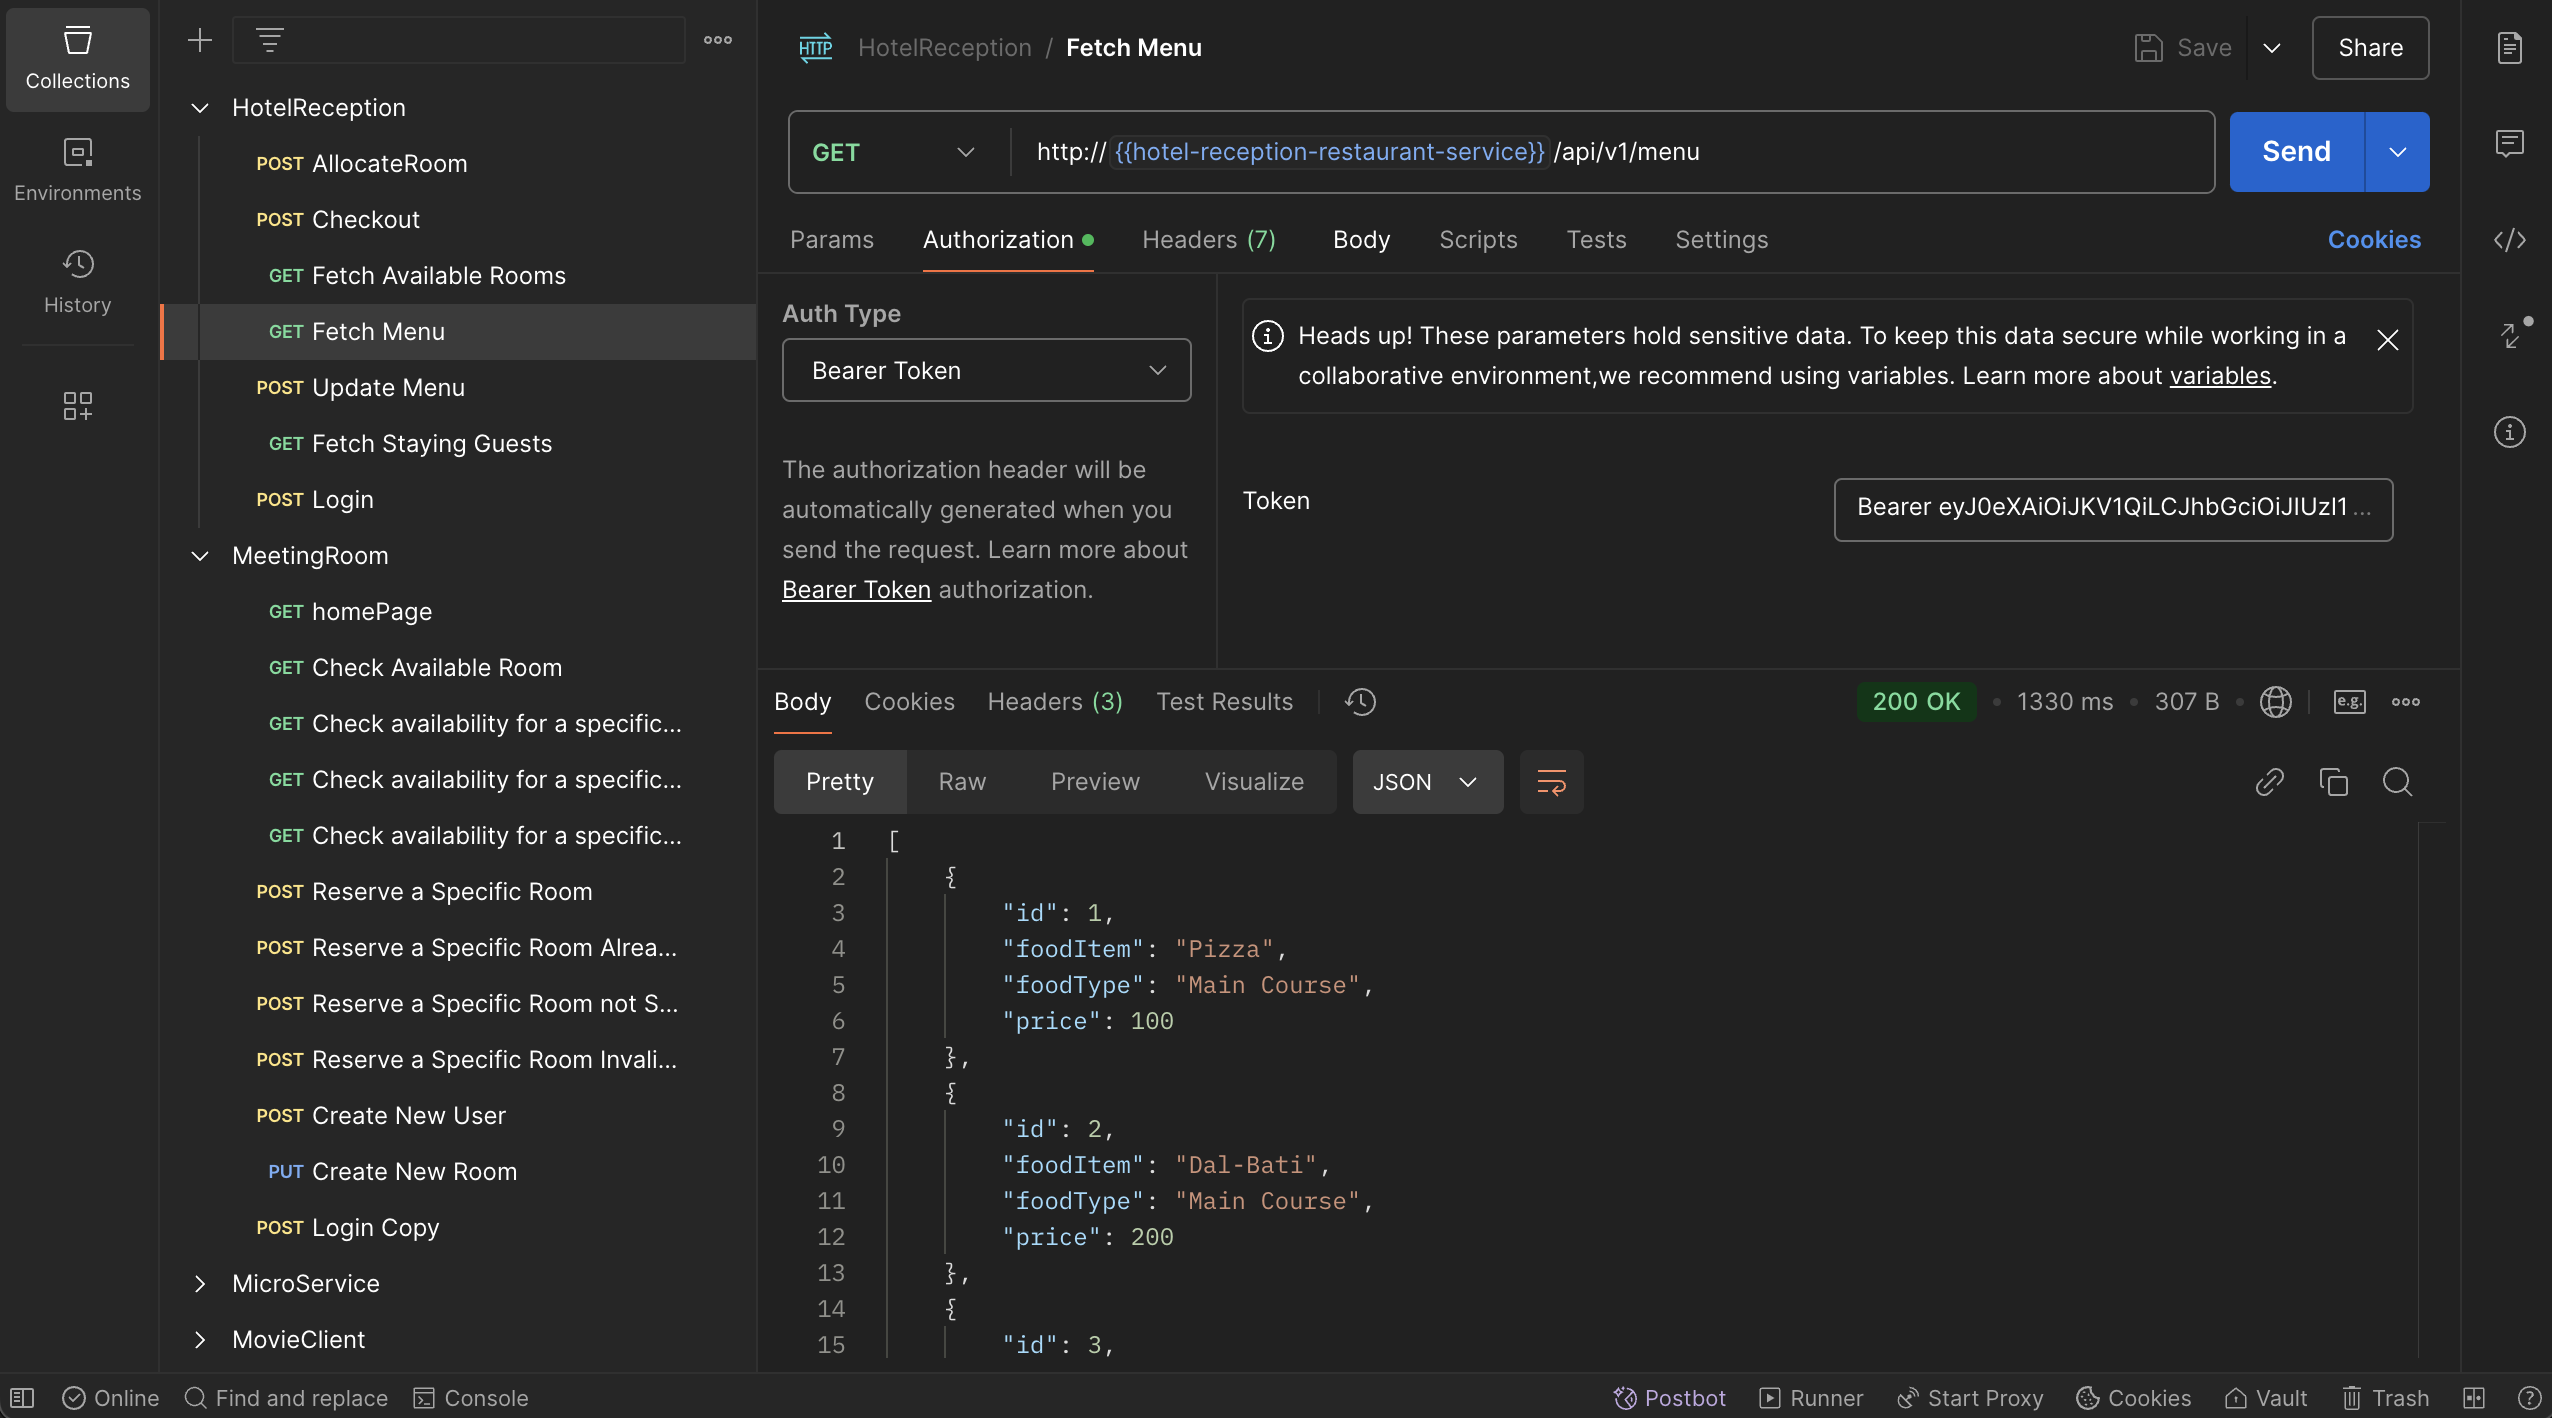 Collections
Environments
History
HotelReception
POST AllocateRoom
POST Checkout
GET Fetch Available Rooms
GET Fetch Menu
POST Update Menu
GET Fetch Staying Guests
POST Login
MeetingRoom
GET homePage
GET Check Available Room
GET Check availability for a specific...
GET Check availability for a specific...
GET Check availability for a specific...
POST Reserve a Specific Room
POST Reserve a Specific Room Alrea...
POST Reserve a Specific Room not S...
POST Reserve a Specific Room Invali...
POST Create New User
PUT Create New Room
POST Login Copy
MicroService
MovieClient
HTTP HotelReception / Fetch Menu
Save
Share
GET http://{{hotel-reception-restaurant-service}}/api/v1/menu
Send
Params Authorization Headers (7) Body Scripts Tests Settings
Cookies
Auth Type
Bearer Token
The authorization header will be
automatically generated when you
send the request. Learn more about
Bearer Token authorization.
Heads up! These parameters hold sensitive data. To keep this data secure while working in a
collaborative environment,we recommend using variables. Learn more about variables.
Token
Bearer eyJ0eXAiOiJKV1QiLCJhbGciOiJIUzI1 ...
Body Cookies Headers (3) Test Results
200 OK • 1330 ms • 307 B • e.g.
Pretty Raw Preview Visualize JSON
1 [
2 {
3 "id": 1,
4 "foodItem": "Pizza",
5 "foodType": "Main Course",
6 "price": 100
7 },
8 {
9 "id": 2,
10 "foodItem": "Dal-Bati",
11 "foodType": "Main Course",
12 "price": 200
13 },
14 {
15 "id": 3,
Online Find and replace Console Postbot Runner Start Proxy Cookies Vault Trash